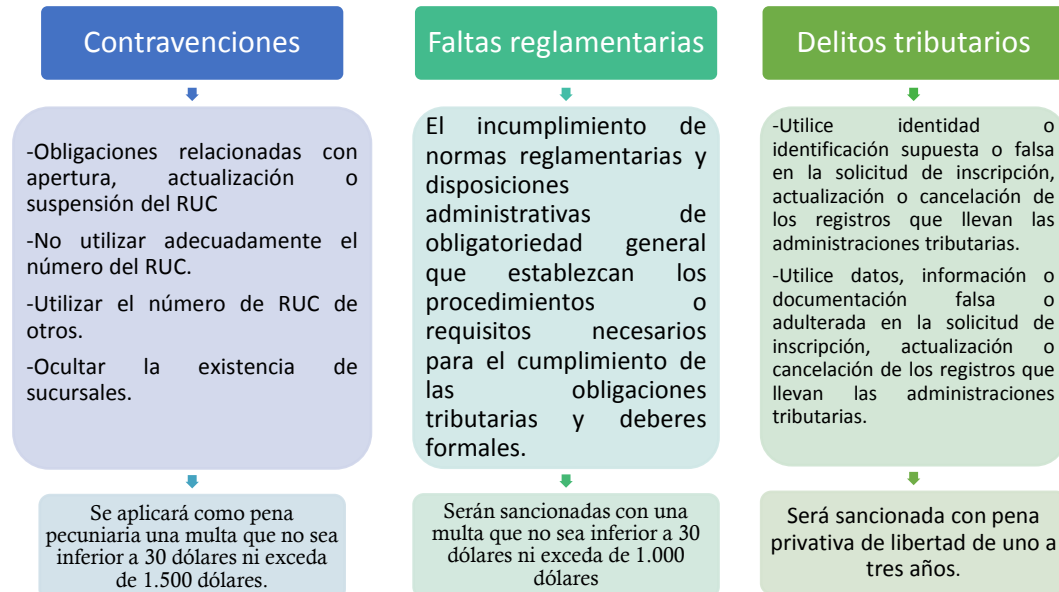 Contravenciones
-Obligaciones relacionadas con
apertura, actualización o
suspensión del RUC
-No utilizar adecuadamente el
número del RUC.
-Utilizar el número de RUC de
otros.
-Ocultar la existencia de
sucursales.
Se aplicará como pena
pecuniaria una multa que no sea
inferior a 30 dólares ni exceda
de 1.500 dólares.
Faltas reglamentarias
El incumplimiento de
normas reglamentarias y
disposiciones
administrativas de
obligatoriedad general
que establezcan los
procedimientos o
requisitos necesarios
para el cumplimiento de
las obligaciones
tributarias y deberes
formales.
Serán sancionadas con una
multa que no sea inferior a 30
dólares ni exceda de 1.000
dólares
Delitos tributarios
-Utilice identidad o
identificación supuesta o falsa
en la solicitud de inscripción,
actualización o cancelación de
los registros que llevan las
administraciones tributarias.
-Utilice datos, información o
documentación falsa o
adulterada en la solicitud de
inscripción, actualización o
cancelación de los registros que
llevan las administraciones
tributarias.
Será sancionada con pena
privativa de libertad de uno a
tres años.